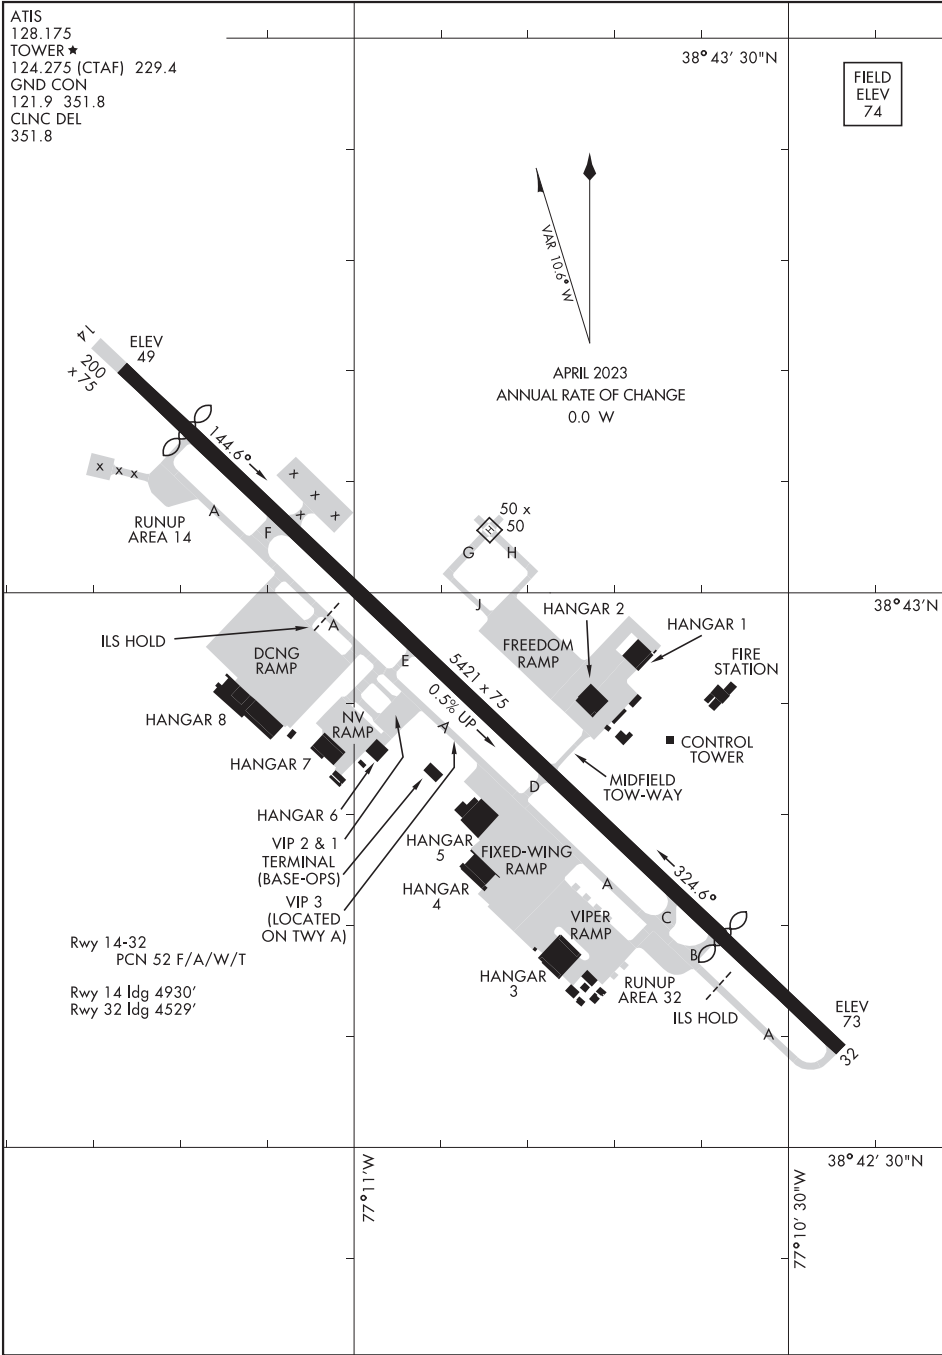 ATIS
128.175
TOWER ★
124.275 (CTAF) 229.4
GND CON
121.9 351.8
CLNC DEL
351.8
38° 43' 30"N
FIELD
ELEV
74
VAR 10.6° W
APRIL 2023
ANNUAL RATE OF CHANGE
0.0 W
14
200
x 75
ELEV
49
144.6°
X
X X
X
X
X
X
A
F
RUNUP
AREA 14
50 x
50
H
G
H
J
38° 43'N
ILS HOLD
A
DCNG
RAMP
HANGAR 2
HANGAR 1
FREEDOM
RAMP
FIRE
STATION
E
5421 x 75
0.5% UP
HANGAR 8
NV
RAMP
A
CONTROL
TOWER
HANGAR 7
MIDFIELD
TOW-WAY
D
HANGAR 6
VIP 2 & 1
TERMINAL
(BASE-OPS)
VIP 3
(LOCATED
ON TWY A)
HANGAR
5
FIXED-WING
RAMP
HANGAR
4
324.6°
A
C
VIPER
RAMP
B
Rwy 14-32
PCN 52 F/A/W/T
Rwy 14 ldg 4930'
Rwy 32 ldg 4529'
HANGAR
3
RUNUP
AREA 32
ILS HOLD
A
ELEV
73
32
38° 42' 30"N
77°11'W
77°10' 30"W